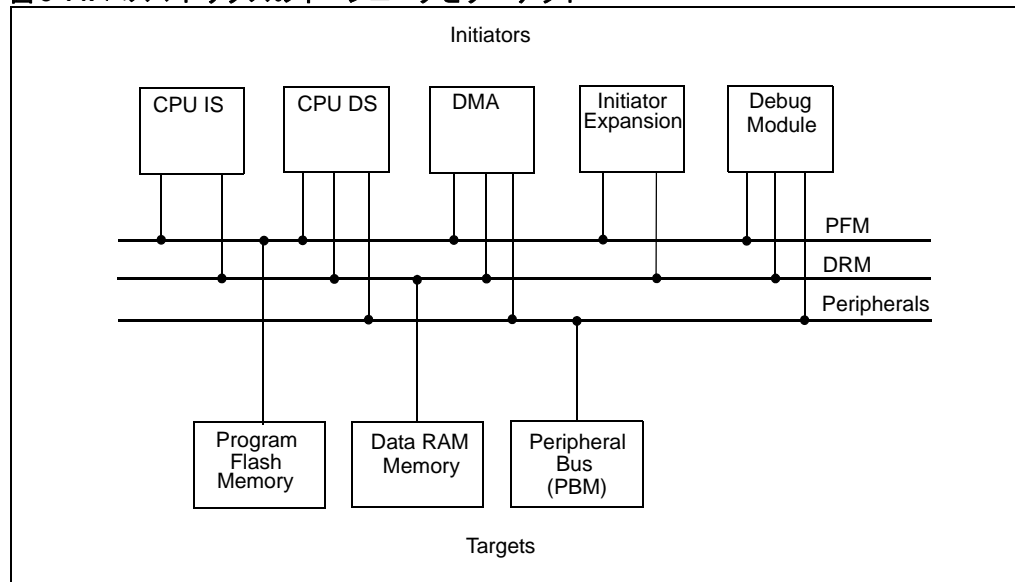 Initiators
CPU IS
CPU DS
DMA
Initiator
Expansion
Debug
Module
PFM
DRM
Peripherals
Program
Flash
Memory
Data RAM
Memory
Peripheral
Bus
(PBM)
Targets